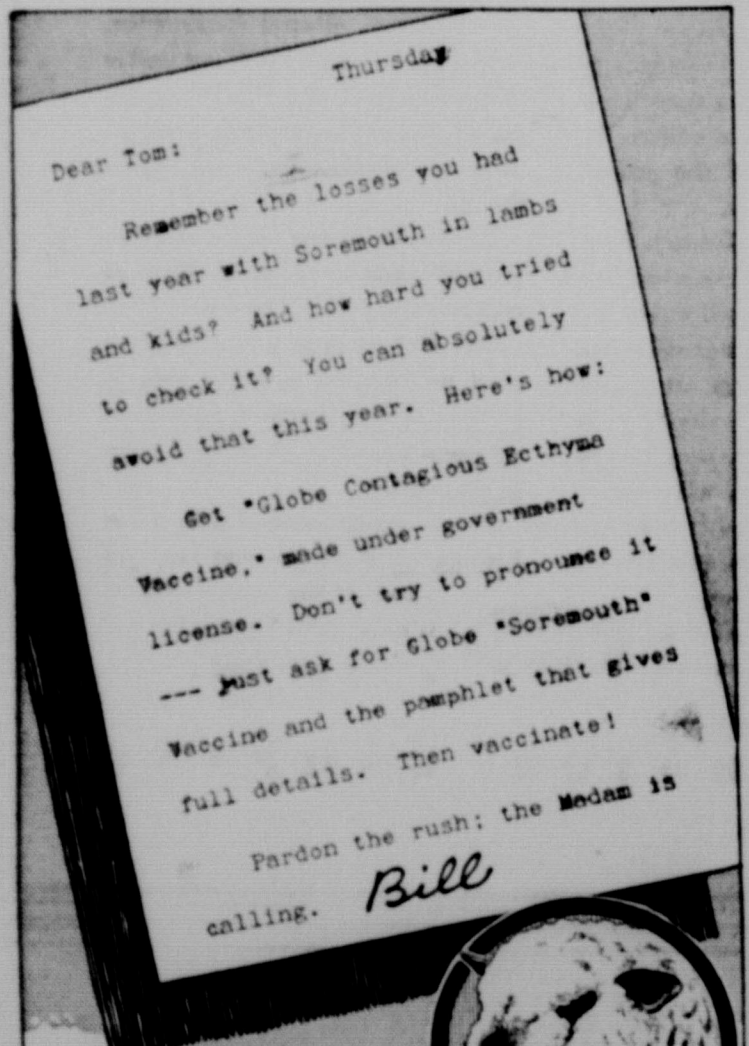 Thursday
Dear Tom:
Remember the losses you had
last year with Soremouth in lambs
and kids? And how hard you tried
to check it? You can absolutely
avoid that this year. Here's how:
Get "Globe Contagious Ecthyma
Vaccine," made under government
license. Don't try to pronounce it
--- just ask for Globe "Soremouth"
Vaccine and the pamphlet that gives
full details. Then vaccinate!
Pardon the rush; the Madam is
calling.
Bill